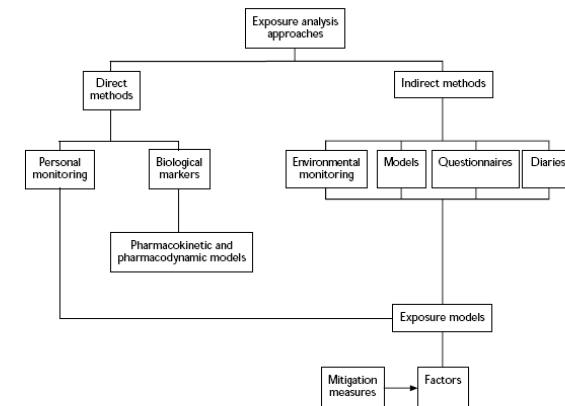 Exposure analysis
approaches
Direct
methods
Indirect methods
Personal
monitoring
Biological
markers
Environmental
monitoring
Models
Questionnaires
Diaries
Pharmacokinetic and
pharmacodynamic models
Exposure models
Mitigation
measures
Factors